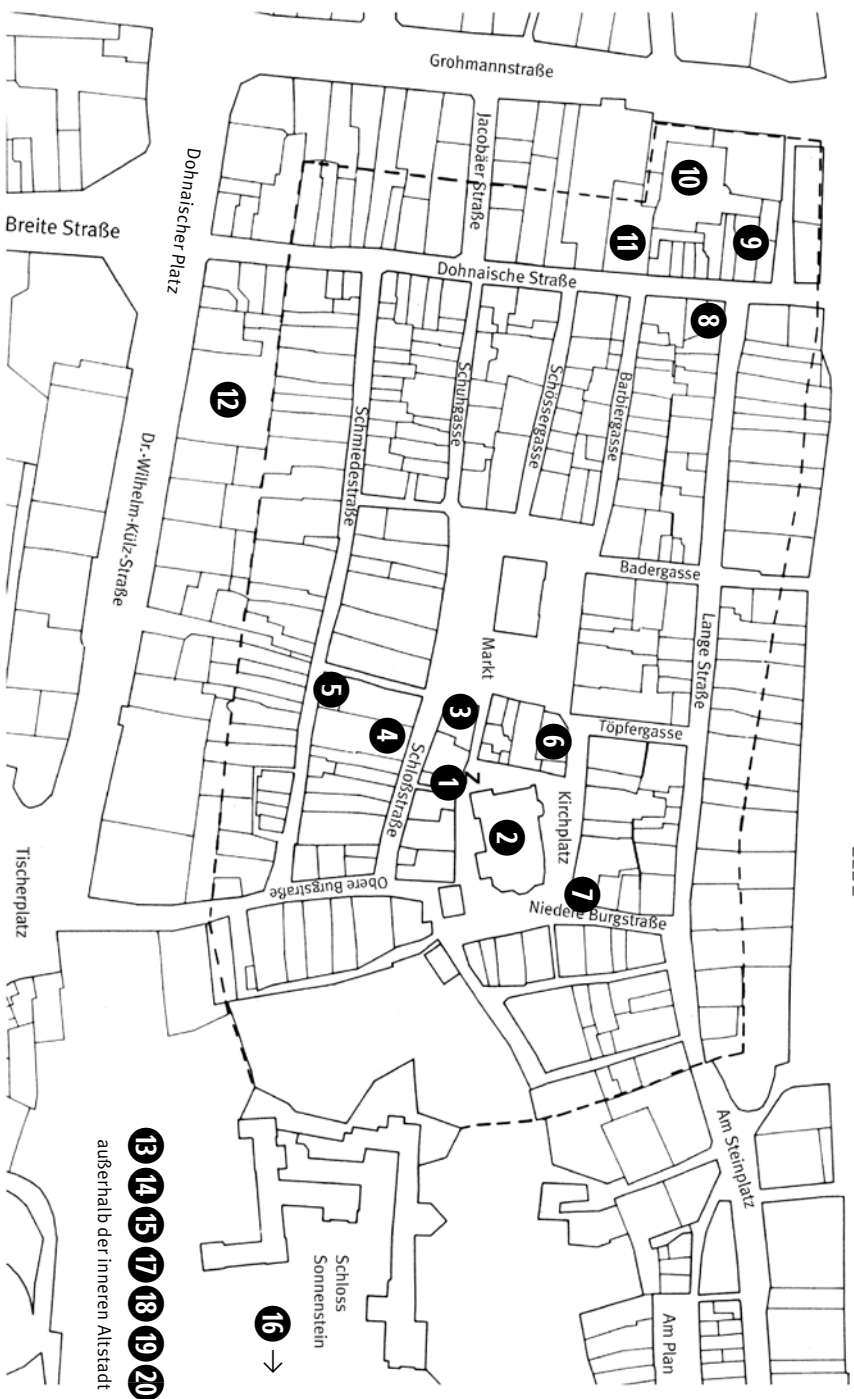 Grohmannstraße
Jacobäer Straße
Dohnaischer Platz
Breite Straße
Dohnaische Straße
10
9
11
8
12
Schmiedestraße
Schuhgasse
Schössergasse
Barbiergasse
Dr.-Wilhelm-Külz-Straße
Badergasse
Lange Straße
Markt
5
4
3
6
Töpfergasse
Schloßstraße
1
Z
2
Kirchplatz
7
Obere Burgstraße
Niedere Burgstraße
Tischerplatz
Am Steinplatz
Schloss
Sonnenstein
16 →
Am Plan
13 14 15 17 18 19 20
außerhalb der inneren Altstadt